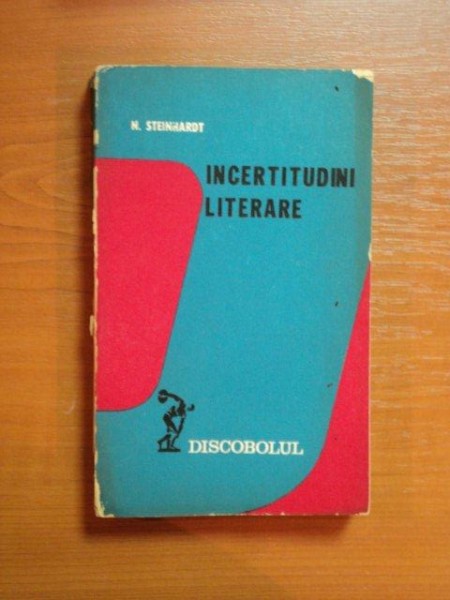 N. STEINHARDT
INCERTITUDINI
LITERARE
DISCOBOLUL